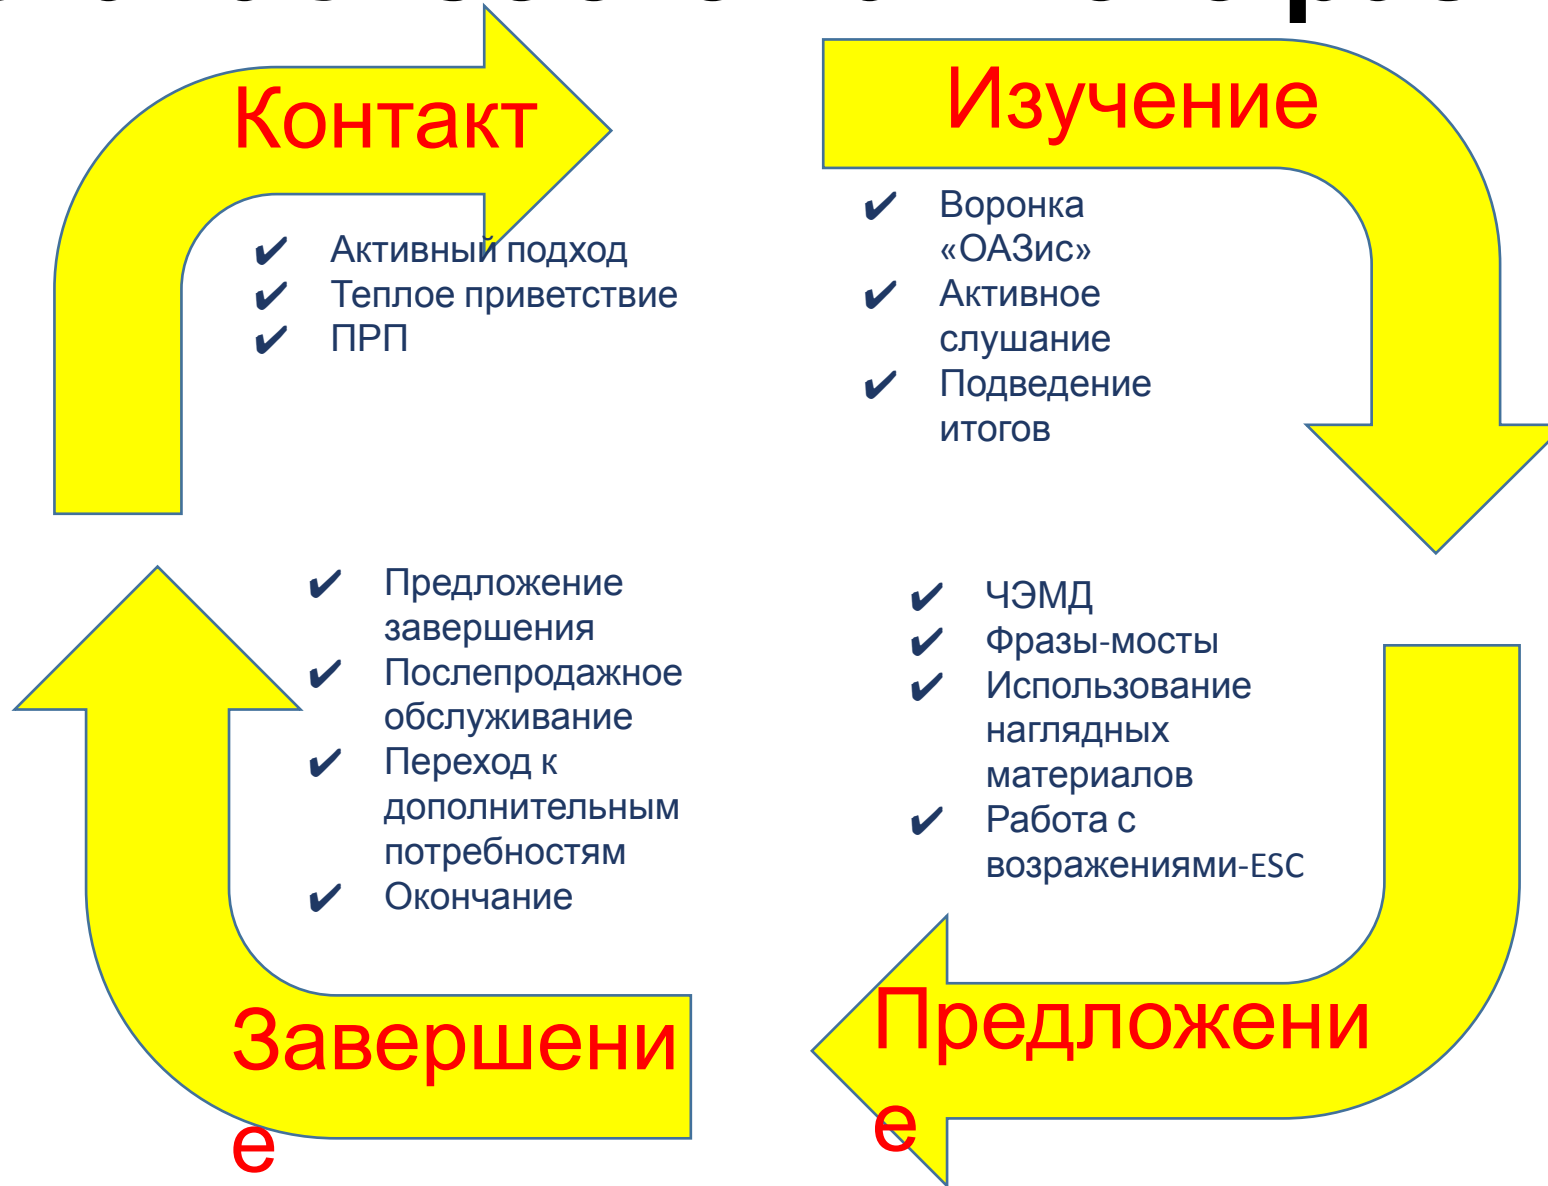 Контакт
Активный подход
Теплое приветствие
ПРП
Изучение
Воронка
«ОАЗис»
Активное
слушание
Подведение
итогов
ЧЭМД
Фразы-мосты
Использование
наглядных
материалов
Работа с
возражениями-ESC
Предложени
е
Предложение
завершения
Послепродажное
обслуживание
Переход к
дополнительным
потребностям
Окончание
Завершени
е